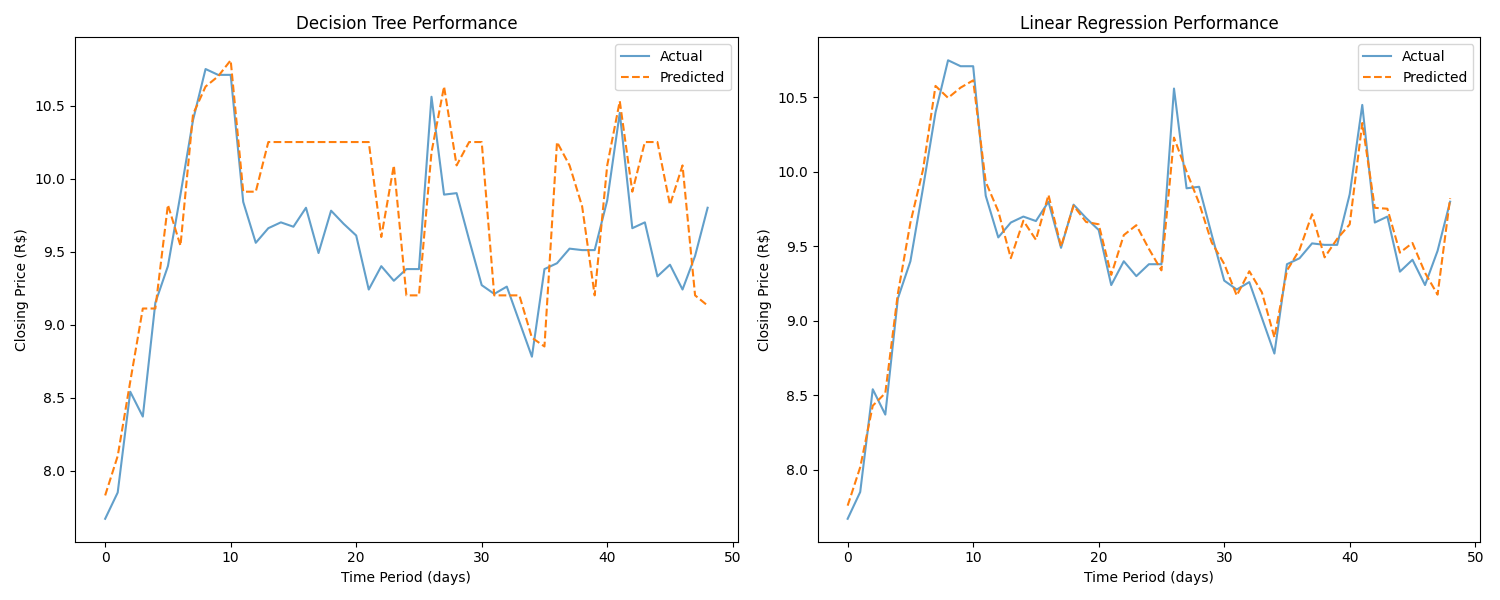 Decision Tree Performance
Actual
Predicted
10.5
10.0
9.5
9.0
8.5
8.0
Closing Price (R$)
0
10
20
30
40
50
Time Period (days)
Linear Regression Performance
Actual
Predicted
10.5
10.0
9.5
9.0
8.5
8.0
Closing Price (R$)
0
10
20
30
40
50
Time Period (days)